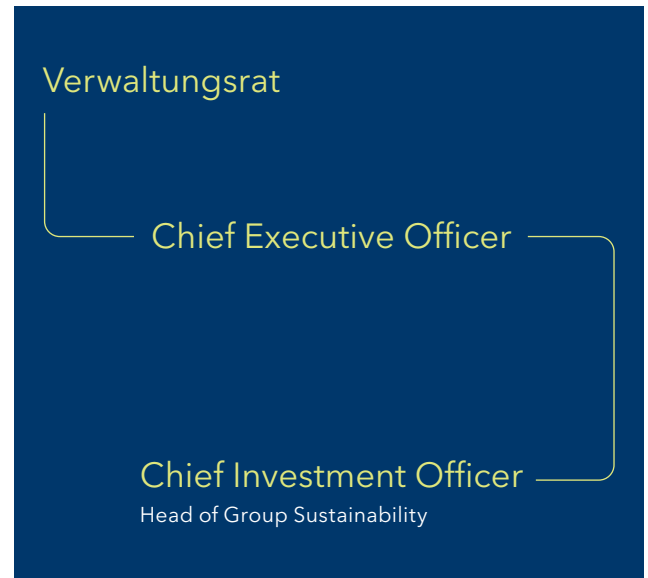 Verwaltungsrat
Chief Executive Officer
Chief Investment Officer
Head of Group Sustainability